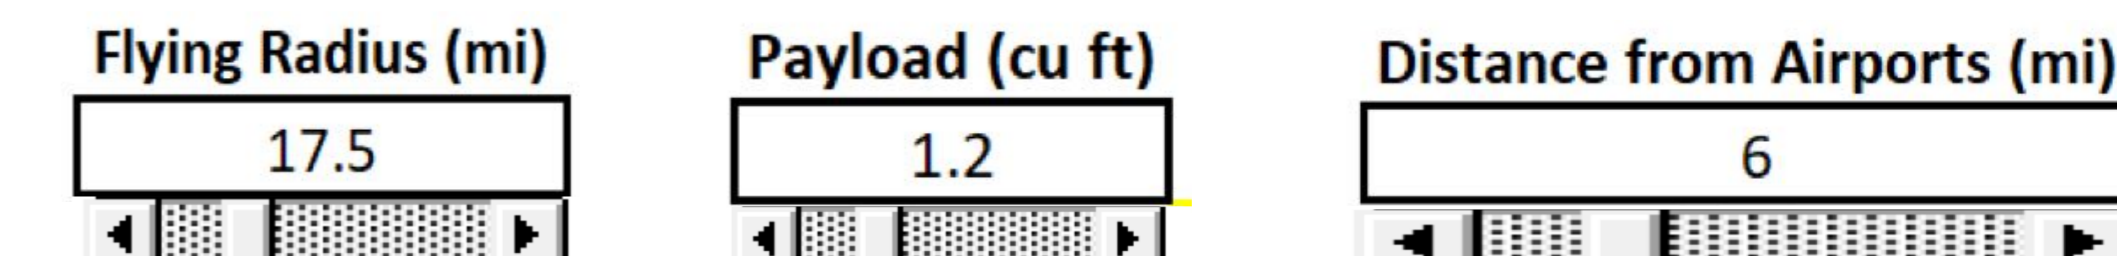 Flying Radius (mi)
Payload (cu ft)
Distance from Airports (mi)
17.5
1.2
6